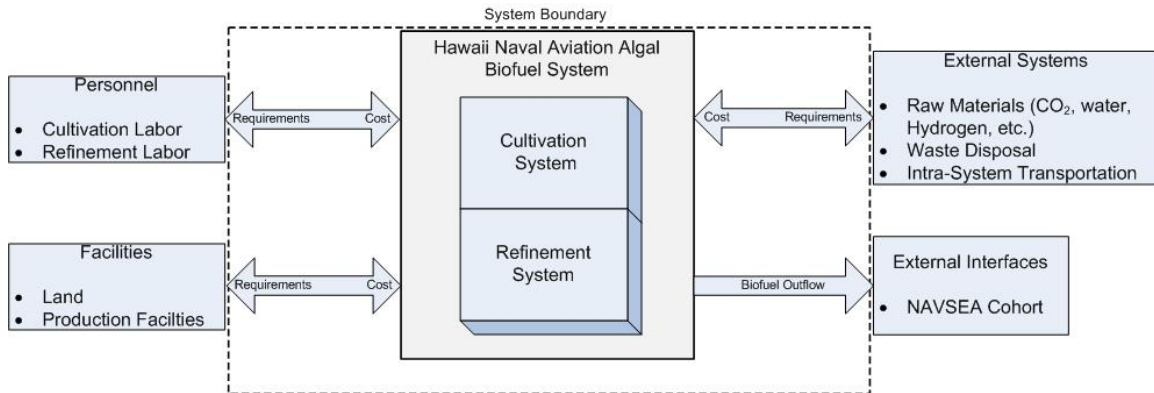 System Boundary
Hawaii Naval Aviation Algal
Biofuel System
Personnel
• Cultivation Labor
• Refinement Labor
Requirements
Cost
Cultivation
System
Cost
Requirements
External Systems
• Raw Materials (CO₂, water,
Hydrogen, etc.)
• Waste Disposal
• Intra-System Transportation
Facilities
• Land
• Production Facilties
Requirements
Cost
Refinement
System
Biofuel Outflow
External Interfaces
• NAVSEA Cohort